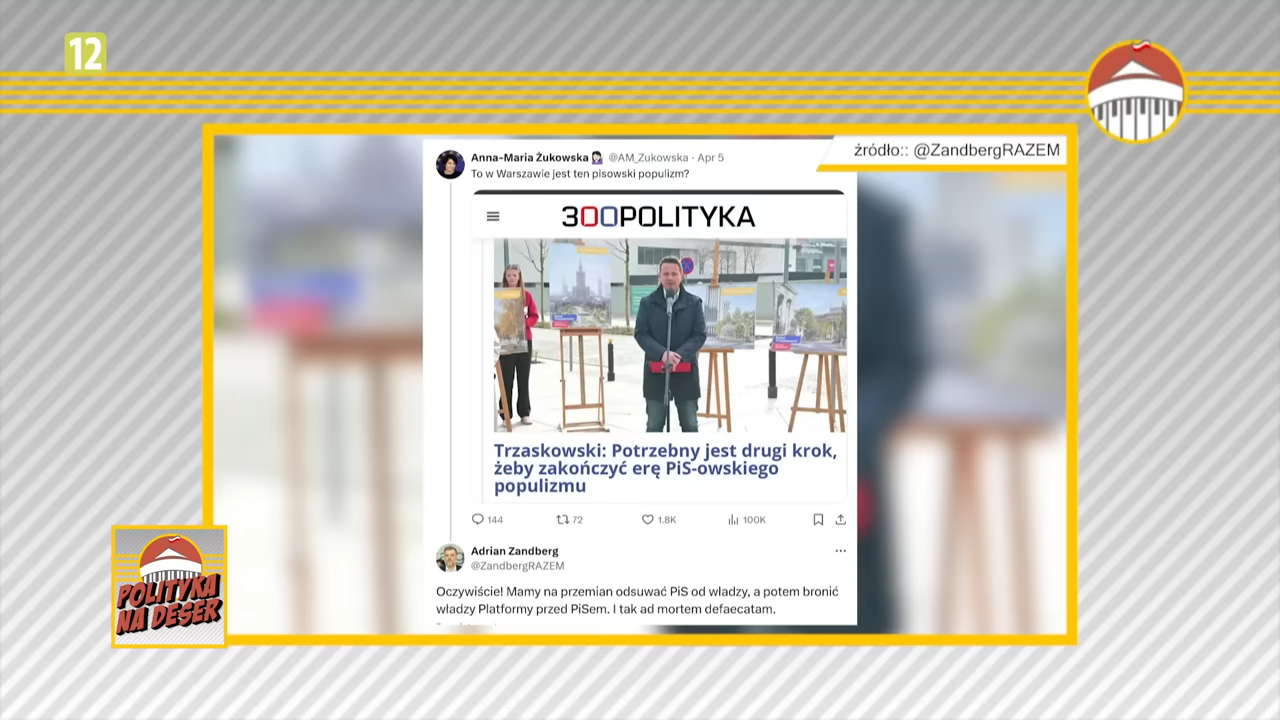 12
źródło:: @ZandbergRAZEM
Anna-Maria Żukowska @AM_Zukowska · Apr 5
To w Warszawie jest ten pisowski populizm?
300POLITYKA
Trzaskowski: Potrzebny jest drugi krok,
żeby zakończyć erę PiS-owskiego
populizmu
144 72 1.8K 100K
Adrian Zandberg
@ZandbergRAZEM
Oczywiście! Mamy na przemian odsuwać PiS od władzy, a potem bronić
władzy Platformy przed PiSem. I tak ad mortem defaecatam.
POLITYKA
NA DESER